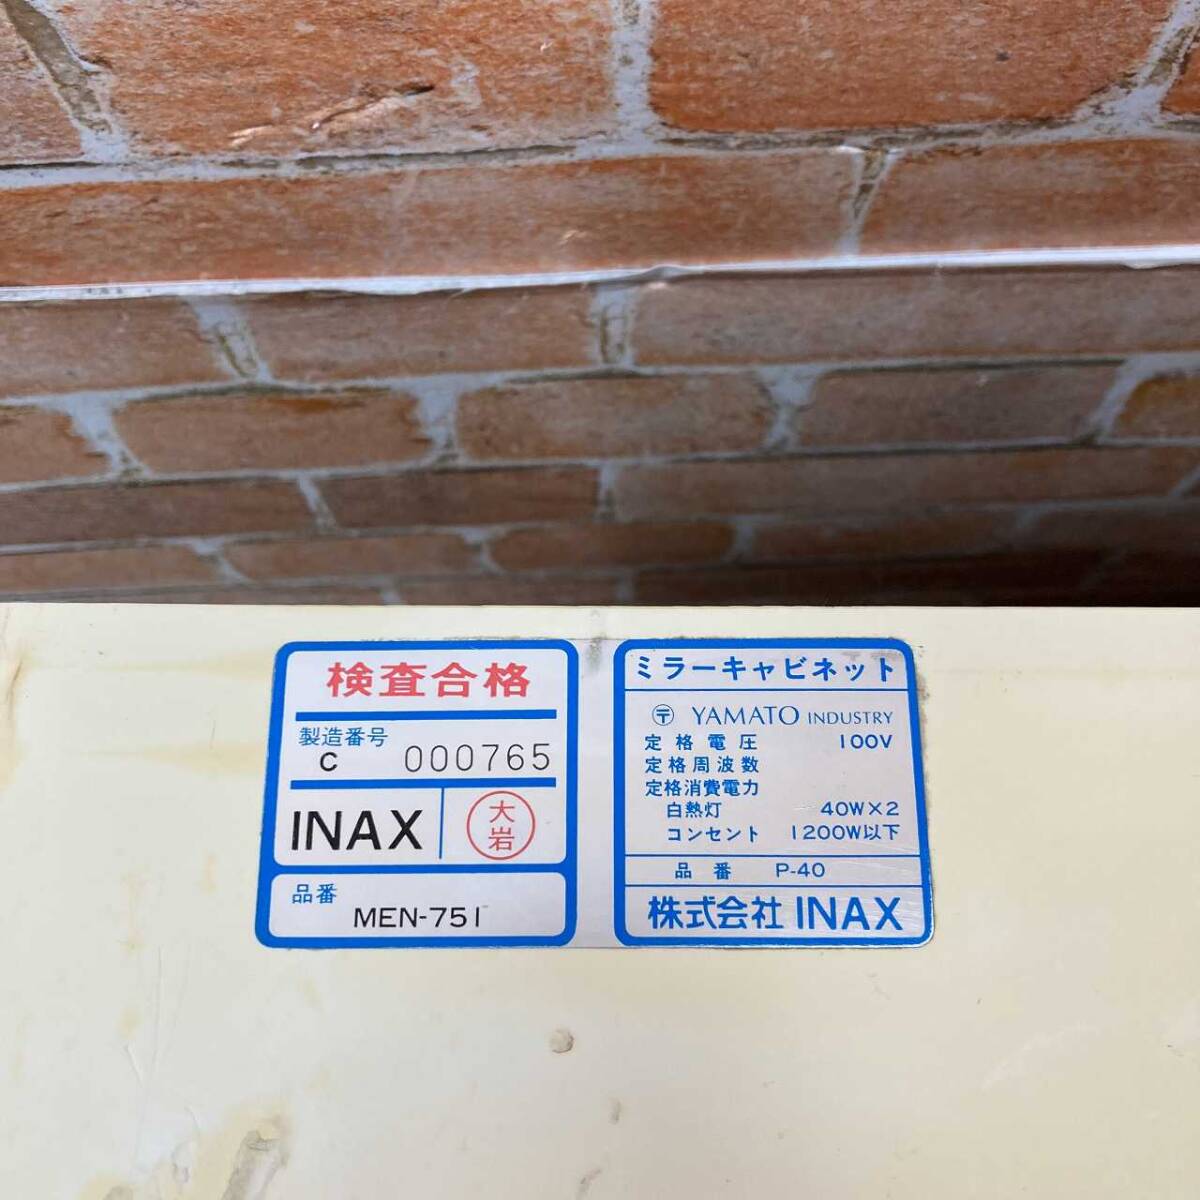 検査合格
製造番号
C 000765
INAX 大岩
品番
MEN-751
ミラーキャビネット
〒 YAMATO INDUSTRY
定格電圧 100V
定格周波数
定格消費電力
白熱灯 40W×2
コンセント 1200W以下
品番 P-40
株式会社 INAX